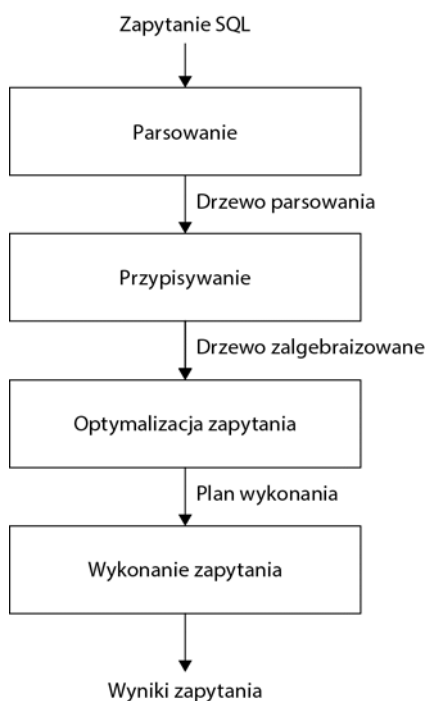 Zapytanie SQL
Parsowanie
Drzewo parsowania
Przypisywanie
Drzewo zalgebraizowane
Optymalizacja zapytania
Plan wykonania
Wykonanie zapytania
Wyniki zapytania